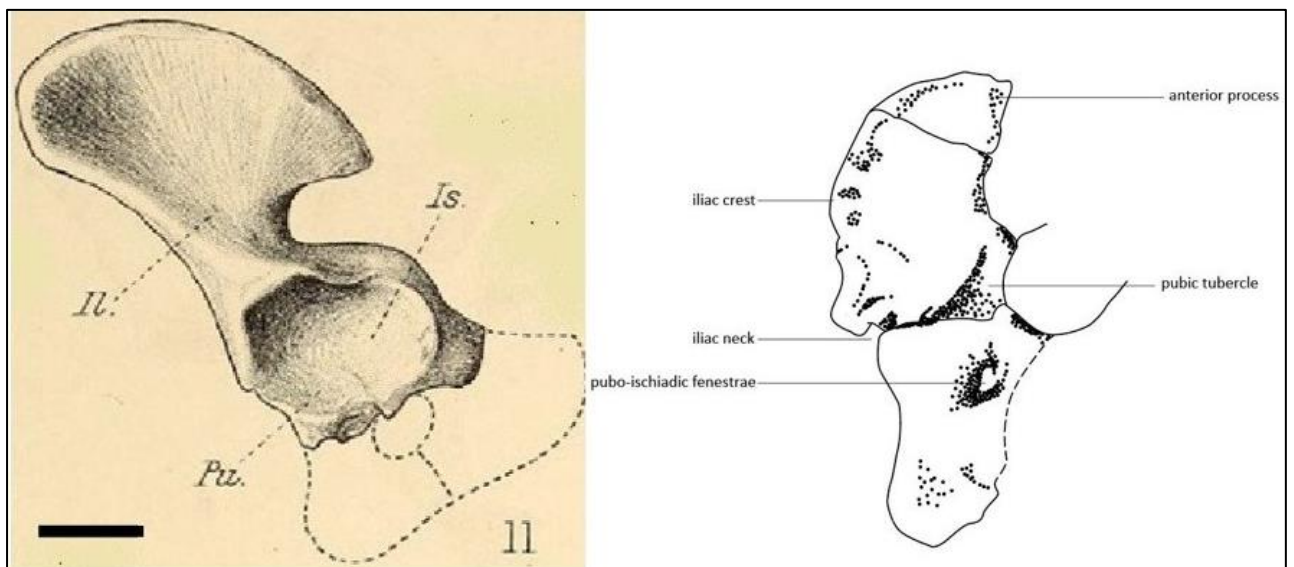 Is.
Il.
Pu.
11
anterior process
iliac crest
pubic tubercle
iliac neck
pubo-ischiadic fenestrae